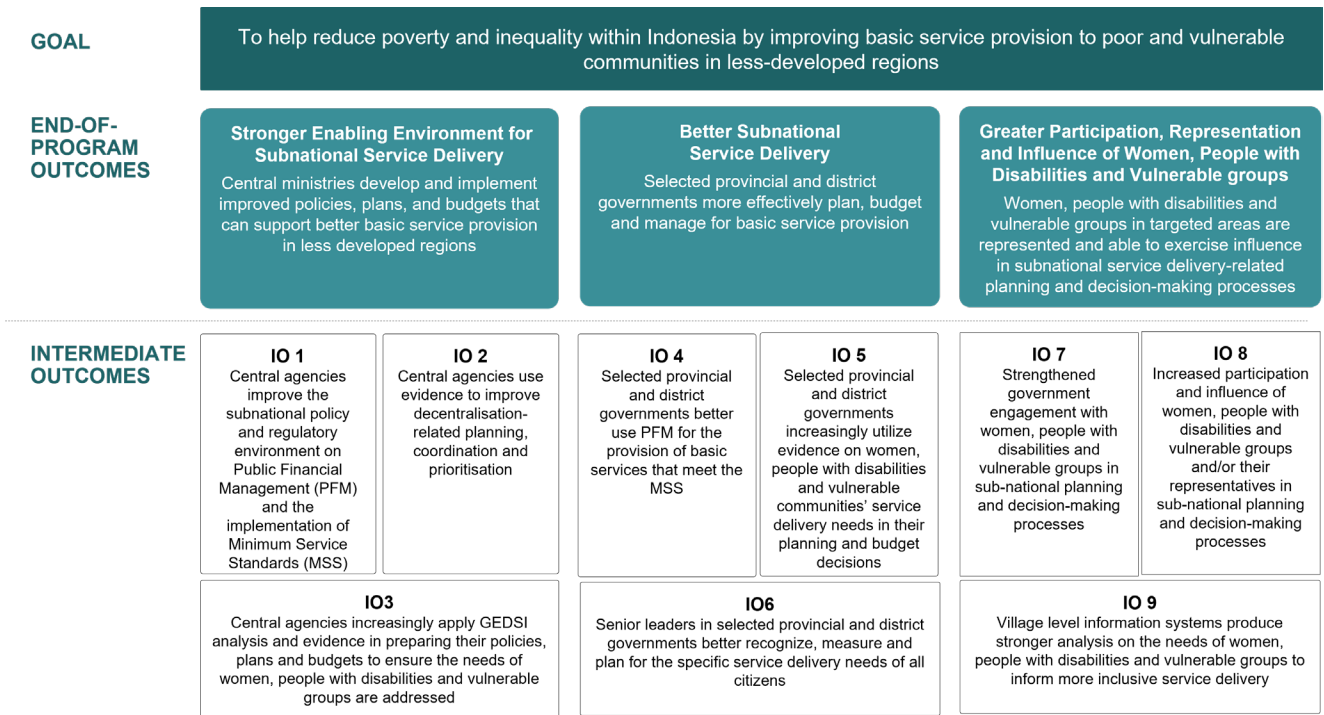 GOAL
To help reduce poverty and inequality within Indonesia by improving basic service provision to poor and vulnerable
communities in less-developed regions
END-OF-
PROGRAM
OUTCOMES
Stronger Enabling Environment for
Subnational Service Delivery
Central ministries develop and implement
improved policies, plans, and budgets that
can support better basic service provision
in less developed regions
Better Subnational
Service Delivery
Selected provincial and district
governments more effectively plan, budget
and manage for basic service provision
Greater Participation, Representation
and Influence of Women, People with
Disabilities and Vulnerable groups
Women, people with disabilities and
vulnerable groups in targeted areas are
represented and able to exercise influence
in subnational service delivery-related
planning and decision-making processes
INTERMEDIATE
OUTCOMES
IO 1
Central agencies
improve the
subnational policy
and regulatory
environment on
Public Financial
Management (PFM)
and the
implementation of
Minimum Service
Standards (MSS)
IO 2
Central agencies use
evidence to improve
decentralisation-
related planning,
coordination and
prioritisation
IO3
Central agencies increasingly apply GEDSI
analysis and evidence in preparing their policies,
plans and budgets to ensure the needs of
women, people with disabilities and vulnerable
groups are addressed
IO 4
Selected provincial
and district
governments better
use PFM for the
provision of basic
services that meet the
MSS
IO 5
Selected provincial
and district
governments
increasingly utilize
evidence on women,
people with disabilities
and vulnerable
communities' service
delivery needs in their
planning and budget
decisions
IO6
Senior leaders in selected provincial and district
governments better recognize, measure and
plan for the specific service delivery needs of all
citizens
IO 7
Strengthened
government
engagement with
women, people with
disabilities and
vulnerable groups in
sub-national planning
and decision-making
processes
IO 8
Increased participation
and influence of
women, people with
disabilities and
vulnerable groups
and/or their
representatives in
sub-national planning
and decision-making
processes
IO 9
Village level information systems produce
stronger analysis on the needs of women,
people with disabilities and vulnerable groups to
inform more inclusive service delivery